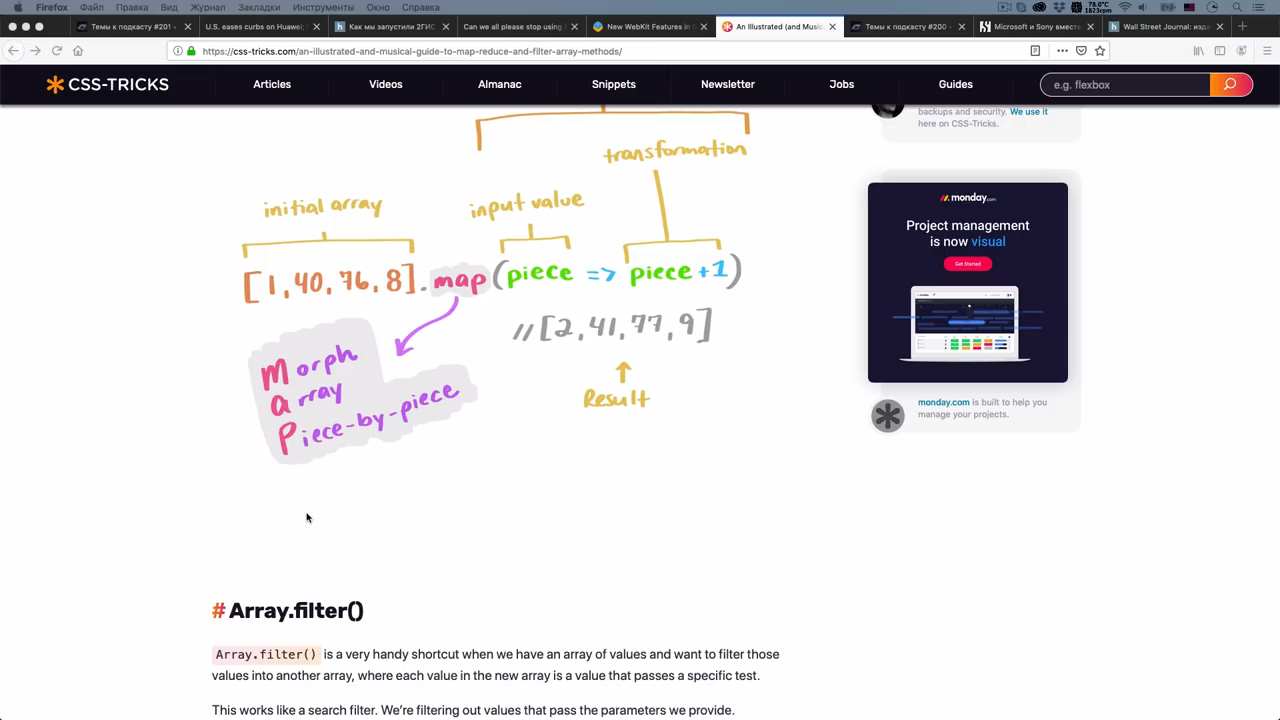 Firefox Файл Правка Вид Журнал Закладки Инструменты Окно Справка 78.0°C 1623rpm
Темы к подкасту #201 - U.S. eases curbs on Huawei; Как мы запустили 2ГИС Can we all please stop using New WebKit Features in S An Illustrated (and Music Темы к подкасту #200 - Microsoft и Sony вместе Wall Street Journal: изда
https://css-tricks.com/an-illustrated-and-musical-guide-to-map-reduce-and-filter-array-methods/
CSS-TRICKS Articles Videos Almanac Snippets Newsletter Jobs Guides e.g. flexbox
backups and security. We use it
here on CSS-Tricks.
transformation
initial array input value
[1,40,76,8].map(piece => piece+1)
//[2,41,77,9]
Result
Morph
array
Piece-by-piece
monday.com
Project management
is now visual
Get Started
monday.com is built to help you
manage your projects.
# Array.filter()
Array.filter() is a very handy shortcut when we have an array of values and want to filter those
values into another array, where each value in the new array is a value that passes a specific test.
This works like a search filter. We're filtering out values that pass the parameters we provide.